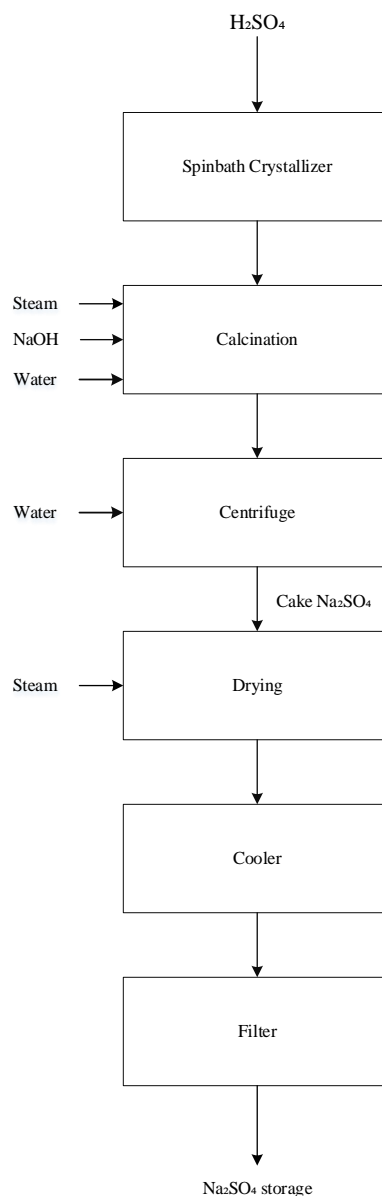 H₂SO₄
Spinbath Crystallizer
Steam
NaOH
Calcination
Water
Water
Centrifuge
Cake Na₂SO₄
Steam
Drying
Cooler
Filter
Na₂SO₄ storage